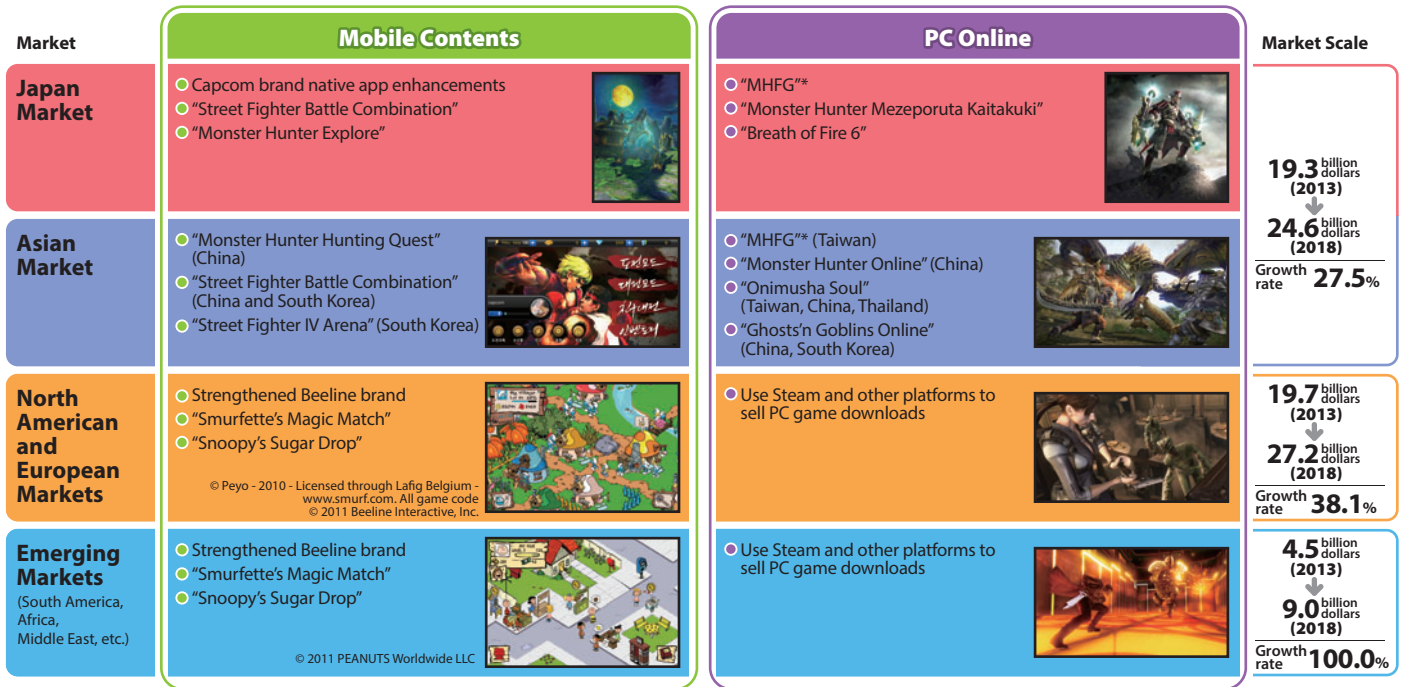 Market
Mobile Contents
PC Online
Market Scale
Japan
Market
Capcom brand native app enhancements
“Street Fighter Battle Combination”
“Monster Hunter Explore”
“MHFG”*
“Monster Hunter Mezeporuta Kaitakuki”
“Breath of Fire 6”
Asian
Market
“Monster Hunter Hunting Quest”
(China)
“Street Fighter Battle Combination”
(China and South Korea)
“Street Fighter IV Arena” (South Korea)
“MHFG”* (Taiwan)
“Monster Hunter Online” (China)
“Onimusha Soul”
(Taiwan, China, Thailand)
“Ghosts’n Goblins Online”
(China, South Korea)
19.3 billion dollars
(2013)
24.6 billion dollars
(2018)
Growth rate 27.5%
North
American
and
European
Markets
Strengthened Beeline brand
“Smurfette’s Magic Match”
“Snoopy’s Sugar Drop”
© Peyo - 2010 - Licensed through Lafig Belgium -
www.smurf.com. All game code
© 2011 Beeline Interactive, Inc.
Use Steam and other platforms to
sell PC game downloads
19.7 billion dollars
(2013)
27.2 billion dollars
(2018)
Growth rate 38.1%
Emerging
Markets
(South America,
Africa,
Middle East, etc.)
Strengthened Beeline brand
“Smurfette’s Magic Match”
“Snoopy’s Sugar Drop”
© 2011 PEANUTS Worldwide LLC
Use Steam and other platforms to
sell PC game downloads
4.5 billion dollars
(2013)
9.0 billion dollars
(2018)
Growth rate 100.0%